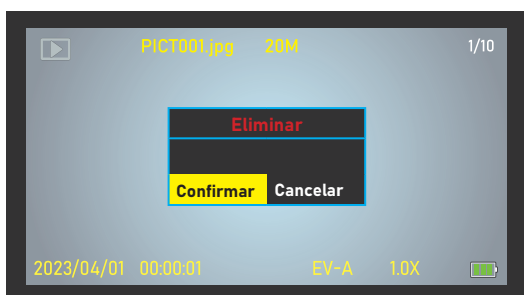 PICT001.jpg 20M 1/10
Eliminar
Confirmar Cancelar
2023/04/01 00:00:01 EV-A 1.0X